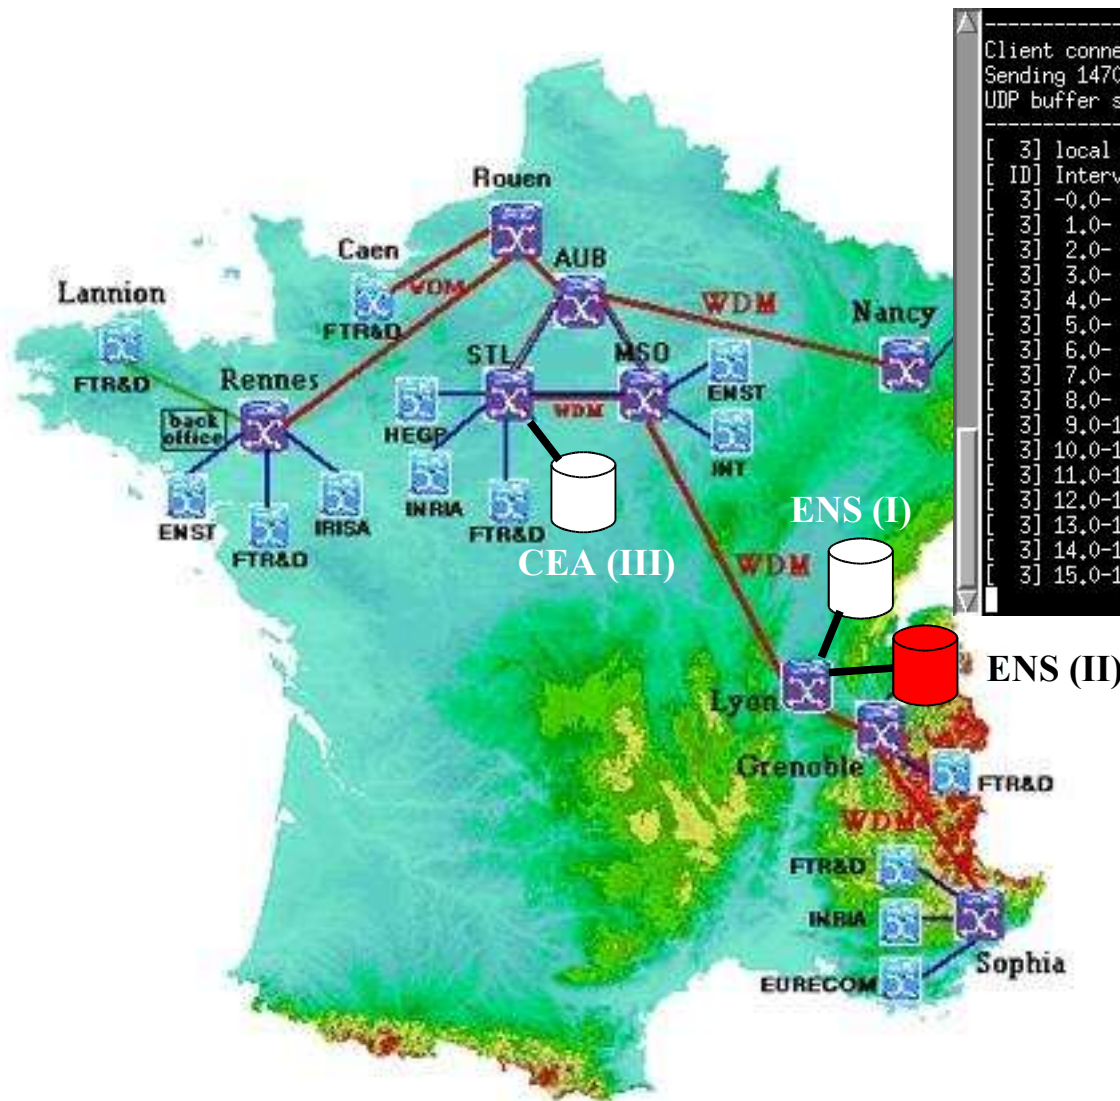 Client conne
Sending 1470
UDP buffer s
[ 3] local
[ ID] Interv
[ 3] -0.0-
[ 3] 1.0-
[ 3] 2.0-
[ 3] 3.0-
[ 3] 4.0-
[ 3] 5.0-
[ 3] 6.0-
[ 3] 7.0-
[ 3] 8.0-
[ 3] 9.0-1
[ 3] 10.0-1
[ 3] 11.0-1
[ 3] 12.0-1
[ 3] 13.0-1
[ 3] 14.0-1
[ 3] 15.0-1
Rouen
Caen
AUB
WDM
Lannion
FTR&D
WDM
Nancy
FTR&D
Rennes
STL
MSO
ENST
back
office
HEGP
WDM
INT
ENST
FTR&D
IRISA
INRIA
FTR&D
CEA (III)
ENS (I)
WDM
ENS (II)
Lyon
Grenoble
FTR&D
WDM
FTR&D
INRIA
Sophia
EURECOM